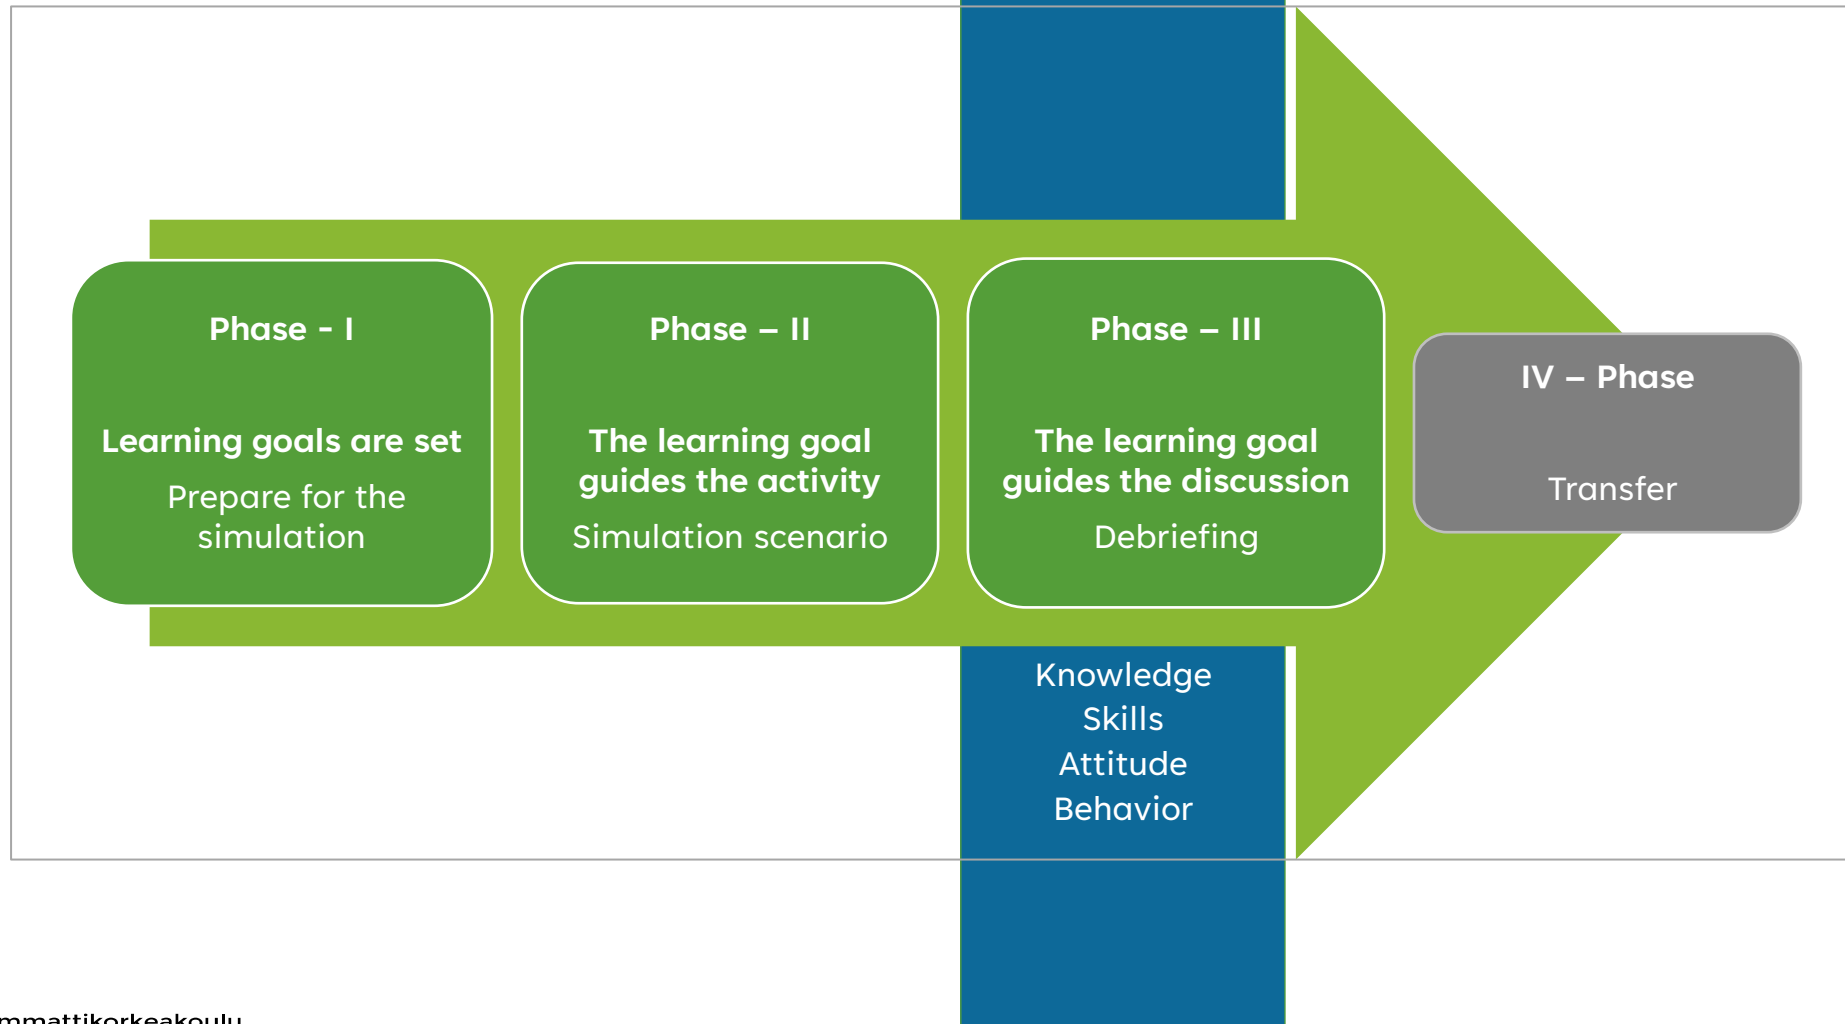 Phase - I
Learning goals are set
Prepare for the
simulation
Phase – II
The learning goal
guides the activity
Simulation scenario
Phase – III
The learning goal
guides the discussion
Debriefing
IV – Phase
Transfer
Knowledge
Skills
Attitude
Behavior